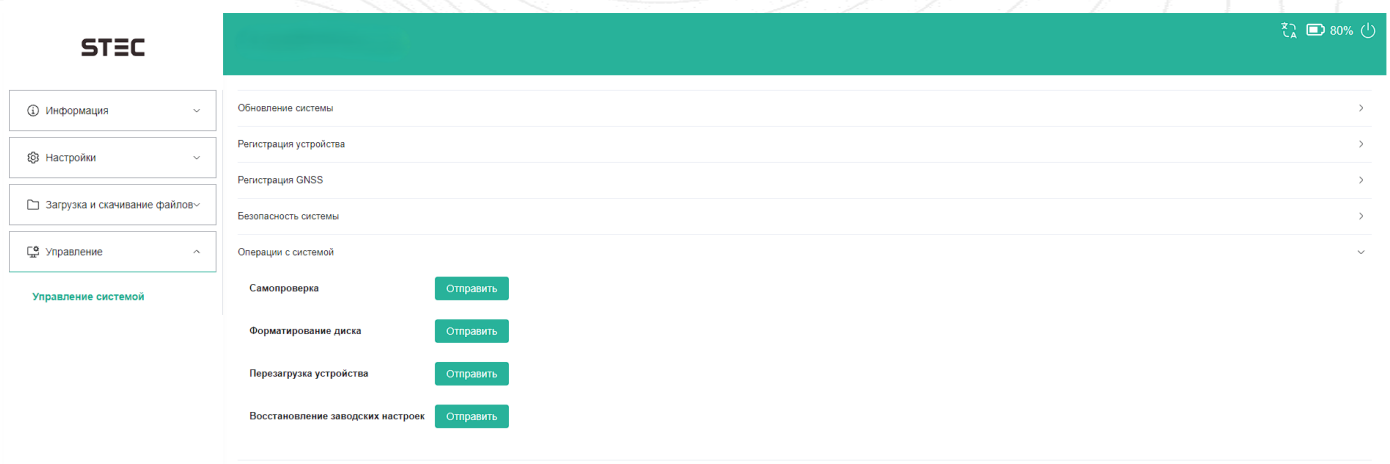 80%
STEC
Информация
Настройки
Загрузка и скачивание файлов
Управление
Управление системой
Обновление системы
Регистрация устройства
Регистрация GNSS
Безопасность системы
Операции с системой
Самопроверка Отправить
Форматирование диска Отправить
Перезагрузка устройства Отправить
Восстановление заводских настроек Отправить